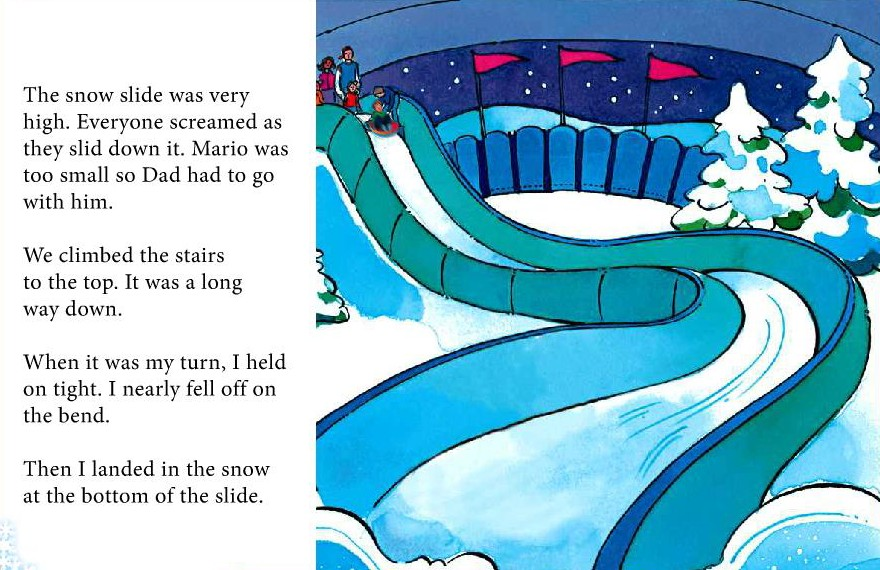 The snow slide was very
high. Everyone screamed as
they slid down it. Mario was
too small so Dad had to go
with him.
We climbed the stairs
to the top. It was a long
way down.
When it was my turn, I held
on tight. I nearly fell off on
the bend.
Then I landed in the snow
at the bottom of the slide.